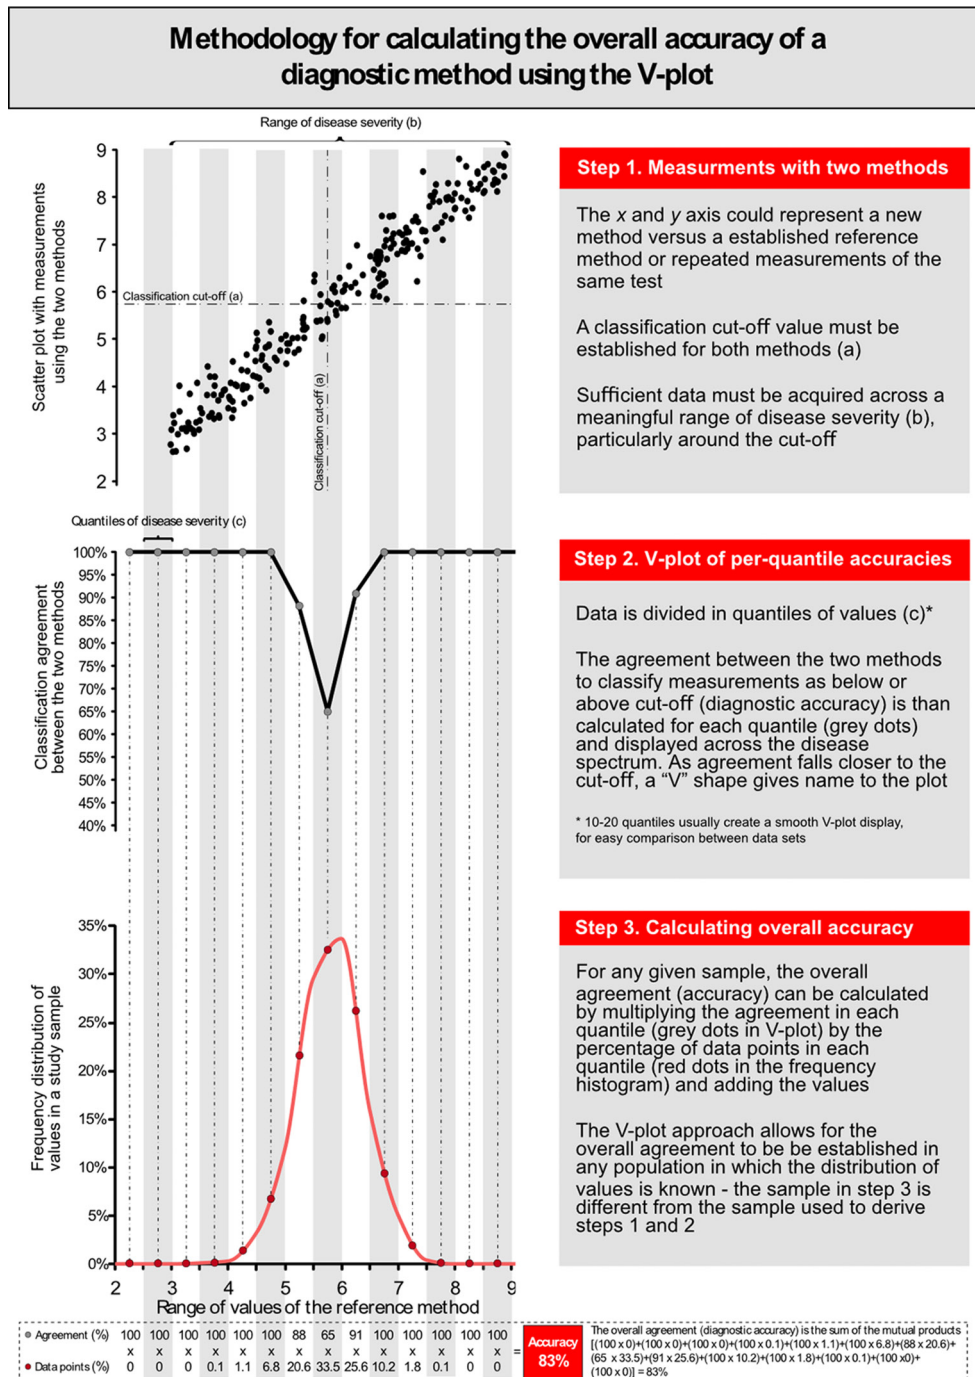 Methodology for calculating the overall accuracy of a
diagnostic method using the V-plot
Range of disease severity (b)
Scatter plot with measurements
using the two methods
9
8
7
6
5
4
3
2
Classification cut-off (a)
Classification cut-off (a)
Step 1. Measurments with two methods
The x and y axis could represent a new
method versus a established reference
method or repeated measurements of the
same test
A classification cut-off value must be
established for both methods (a)
Sufficient data must be acquired across a
meaningful range of disease severity (b),
particularly around the cut-off
Quantiles of disease severity (c)
Classification agreement
between the two methods
100%
95%
90%
85%
80%
75%
70%
65%
60%
55%
50%
45%
40%
Step 2. V-plot of per-quantile accuracies
Data is divided in quantiles of values (c)*
The agreement between the two methods
to classify measurements as below or
above cut-off (diagnostic accuracy) is than
calculated for each quantile (grey dots)
and displayed across the disease
spectrum. As agreement falls closer to the
cut-off, a “V” shape gives name to the plot
* 10-20 quantiles usually create a smooth V-plot display,
for easy comparison between data sets
Frequency distribution of
values in a study sample
35%
30%
25%
20%
15%
10%
5%
0%
2 3 4 5 6 7 8 9
Range of values of the reference method
Step 3. Calculating overall accuracy
For any given sample, the overall
agreement (accuracy) can be calculated
by multiplying the agreement in each
quantile (grey dots in V-plot) by the
percentage of data points in each
quantile (red dots in the frequency
histogram) and adding the values
The V-plot approach allows for the
overall agreement to be be established in
any population in which the distribution of
values is known - the sample in step 3 is
different from the sample used to derive
steps 1 and 2
Agreement (%) 100 100 100 100 100 100 88 65 91 100 100 100 100 100
x x x x x x x x x x x x x x =
Data points (%) 0 0 0 0.1 1.1 6.8 20.6 33.5 25.6 10.2 1.8 0.1 0 0
Accuracy
83%
The overall agreement (diagnostic accuracy) is the sum of the mutual products
[(100 x 0)+(100 x 0)+(100 x 0)+(100 x 0.1)+(100 x 1.1)+(100 x 6.8)+(88 x 20.6)+
(65 x 33.5)+(91 x 25.6)+(100 x 10.2)+(100 x 1.8)+(100 x 0.1)+(100 x0)+
(100 x 0)] = 83%